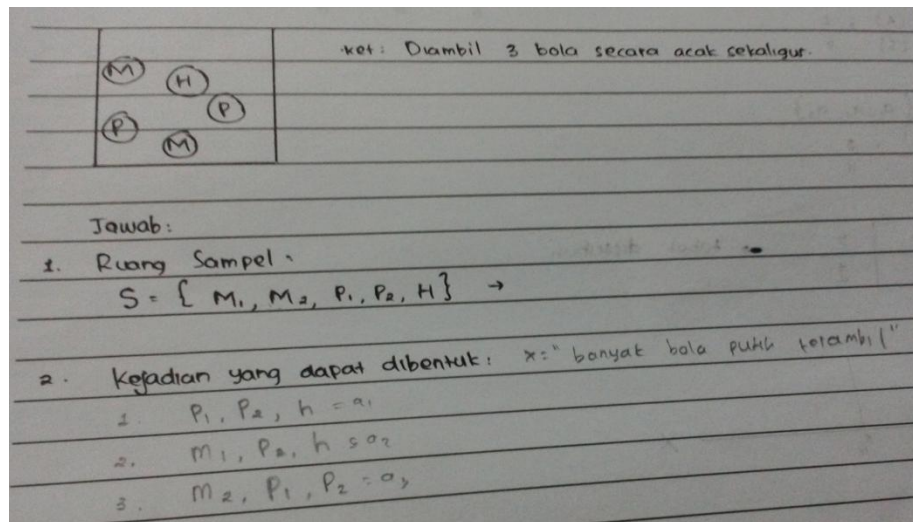 M H P P M
ket: Diambil 3 bola secara acak sekaligus.
Jawab:
1. Ruang Sampel.
S = { M₁, M₂, P₁, P₂, H} →
2. Kejadian yang dapat dibentuk: x = "banyak bola putih terambil"
1. P₁, P₂, h = a₁
2. m₁, P₂, h = a₂
3. m₂, P₁, P₂ = a₃